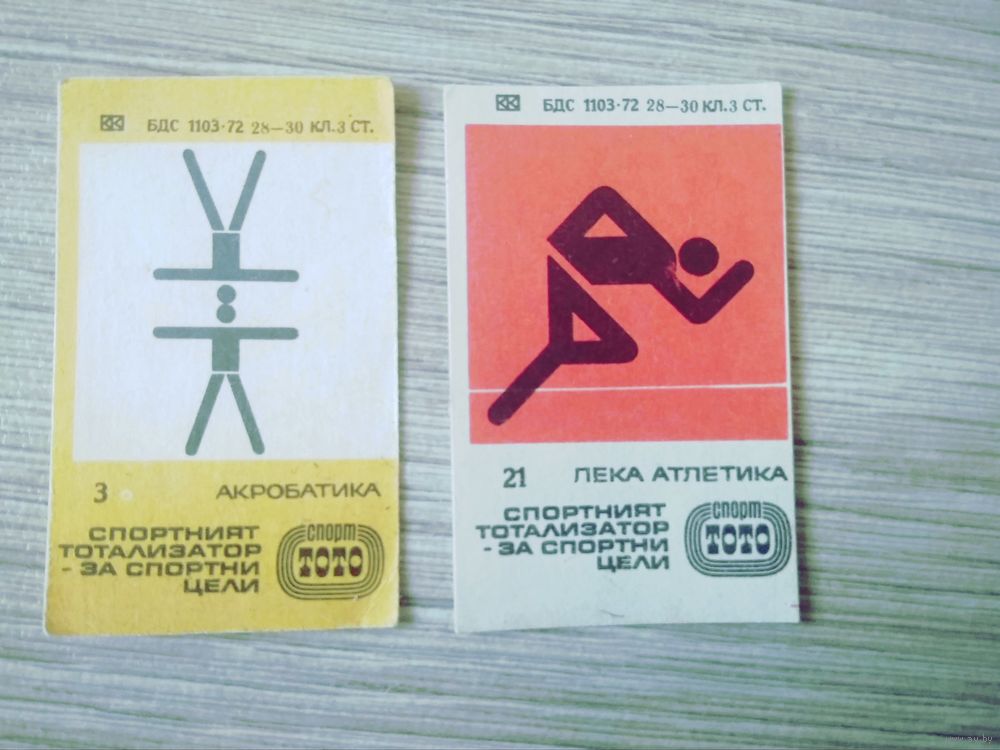 БДС 1103·72 28—30 КЛ.3 СТ.
3 АКРОБАТИКА
СПОРТНИЯТ
ТОТАЛИЗАТОР
- ЗА СПОРТНИ
ЦЕЛИ
спорт
ТОТО
БДС 1103·72 28—30 КЛ.3 СТ.
21 ЛЕКА АТЛЕТИКА
СПОРТНИЯТ
ТОТАЛИЗАТОР
- ЗА СПОРТНИ
ЦЕЛИ
спорт
ТОТО